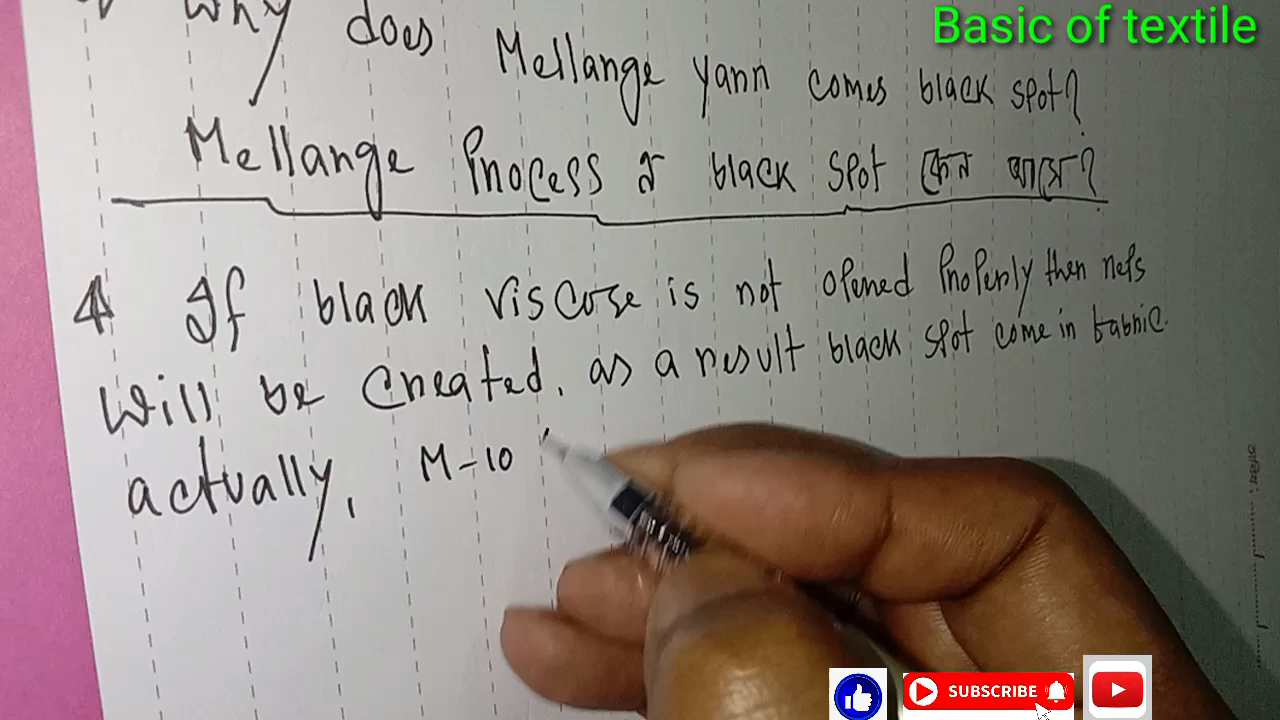 Basic of textile
Why does Mellange yarn comes black spot?
Mellange Process এ black spot কেন আসে?
If black viscose is not opened properly then neps
will be created. as a result black spot come in fabric.
actually, M-10
SUBSCRIBE